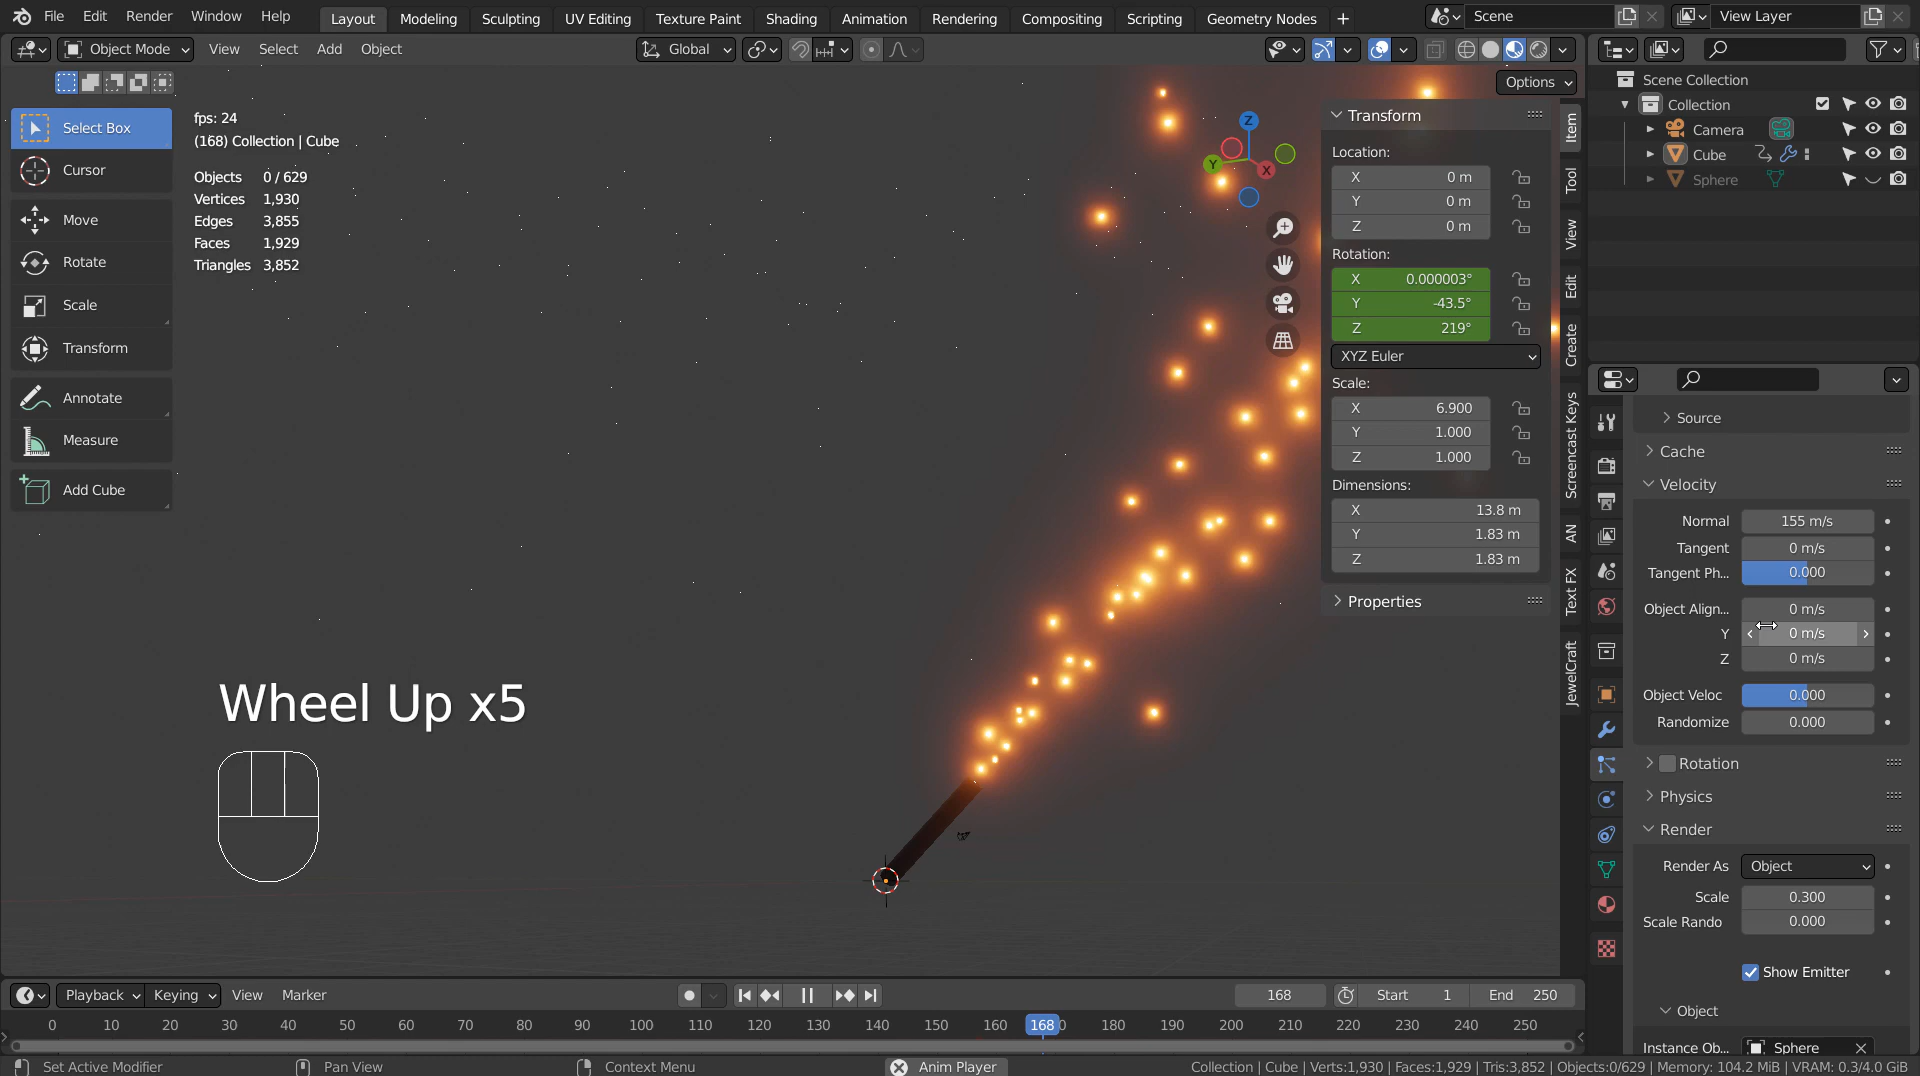 File Edit Render Window Help Layout Modeling Sculpting UV Editing Texture Paint Shading Animation Rendering Compositing Scripting Geometry Nodes + Scene View Layer
Object Mode View Select Add Object Global
Options
Select Box
Cursor
Move
Rotate
Scale
Transform
Annotate
Measure
Add Cube
fps: 24
(168) Collection | Cube
Objects 0 / 629
Vertices 1,930
Edges 3,855
Faces 1,929
Triangles 3,852
Wheel Up x5
Z
Y
X
Transform
Location:
X 0 m
Y 0 m
Z 0 m
Rotation:
X 0.000003°
Y -43.5°
Z 219°
XYZ Euler
Scale:
X 6.900
Y 1.000
Z 1.000
Dimensions:
X 13.8 m
Y 1.83 m
Z 1.83 m
Properties
Item
Tool
View
Edit
Create
Screencast Keys
AN
Text FX
JewelCraft
Scene Collection
Collection
Camera
Cube
Sphere
Source
Cache
Velocity
Normal 155 m/s
Tangent 0 m/s
Tangent Ph... 0.000
Object Align... 0 m/s
Y 0 m/s
Z 0 m/s
Object Veloc 0.000
Randomize 0.000
Rotation
Physics
Render
Render As Object
Scale 0.300
Scale Rando 0.000
Show Emitter
Object
Instance Ob... Sphere
Playback Keying View Marker 168 Start 1 End 250
0 10 20 30 40 50 60 70 80 90 100 110 120 130 140 150 160 168 0 180 190 200 210 220 230 240 250
Set Active Modifier Pan View Context Menu Anim Player Collection | Cube | Verts:1,930 | Faces:1,929 | Tris:3,852 | Objects:0/629 | Memory: 104.2 MiB | VRAM: 0.3/4.0 GiB